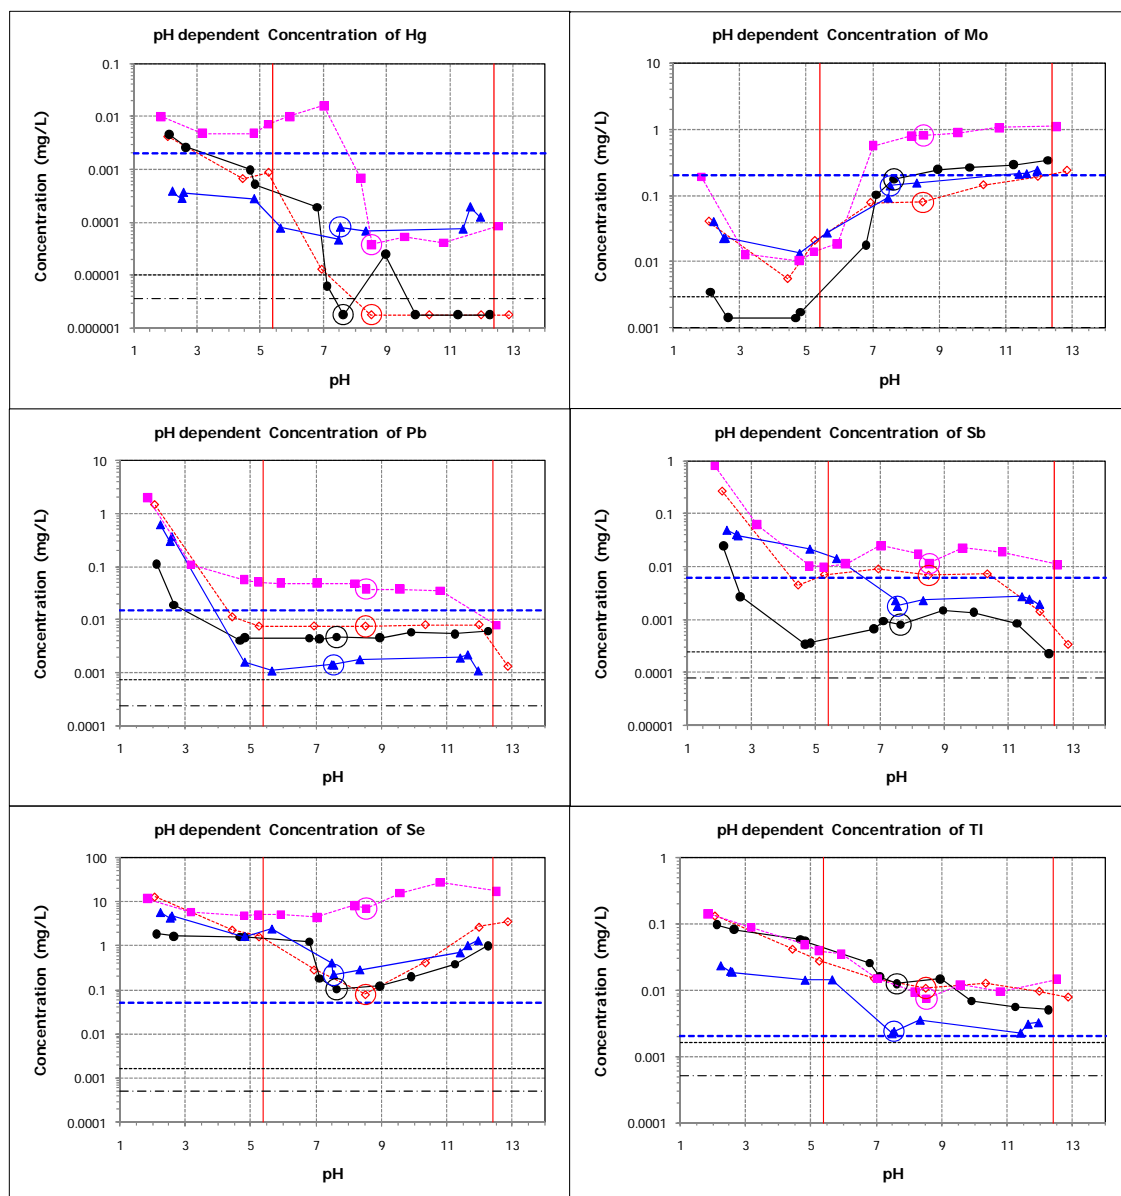 pH dependent Concentration of Hg
Concentration (mg/L)
0.1
0.01
0.001
0.0001
0.00001
0.000001
1 3 5 7 9 11 13
pH
pH dependent Concentration of Mo
Concentration (mg/L)
10
1
0.1
0.01
0.001
1 3 5 7 9 11 13
pH
pH dependent Concentration of Pb
Concentration (mg/L)
10
1
0.1
0.01
0.001
0.0001
1 3 5 7 9 11 13
pH
pH dependent Concentration of Sb
Concentration (mg/L)
1
0.1
0.01
0.001
0.0001
0.00001
1 3 5 7 9 11 13
pH
pH dependent Concentration of Se
Concentration (mg/L)
100
10
1
0.1
0.01
0.001
0.0001
1 3 5 7 9 11 13
pH
pH dependent Concentration of Tl
Concentration (mg/L)
1
0.1
0.01
0.001
0.0001
1 3 5 7 9 11 13
pH